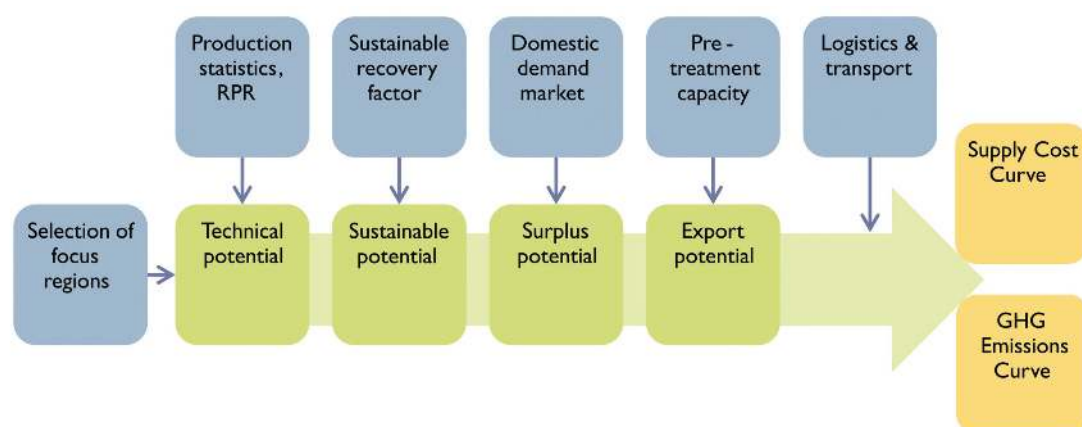 Production
statistics,
RPR
Sustainable
recovery
factor
Domestic
demand
market
Pre -
treatment
capacity
Logistics &
transport
Supply Cost
Curve
Selection of
focus
regions
Technical
potential
Sustainable
potential
Surplus
potential
Export
potential
GHG
Emissions
Curve